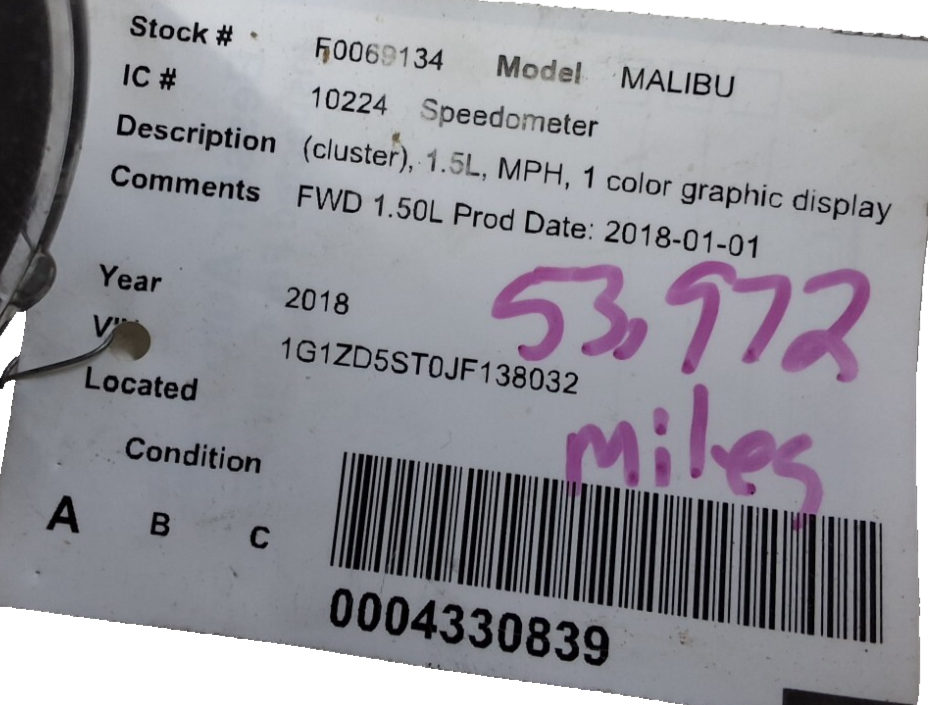 Stock # F0069134 Model MALIBU
IC # 10224 Speedometer
Description (cluster), 1.5L, MPH, 1 color graphic display
Comments FWD 1.50L Prod Date: 2018-01-01
Year 2018
1G1ZD5ST0JF138032
Located
53,972
miles
Condition
A B C
0004330839